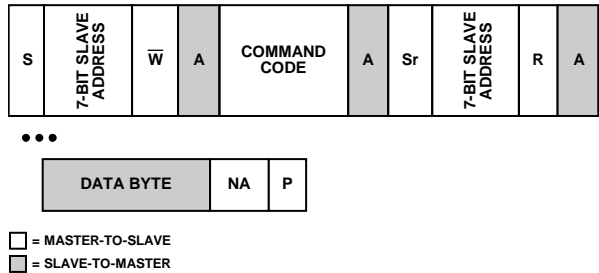 S 7-BIT SLAVE ADDRESS W̅ A COMMAND CODE A Sr 7-BIT SLAVE ADDRESS R A
•••
DATA BYTE NA P
= MASTER-TO-SLAVE
= SLAVE-TO-MASTER